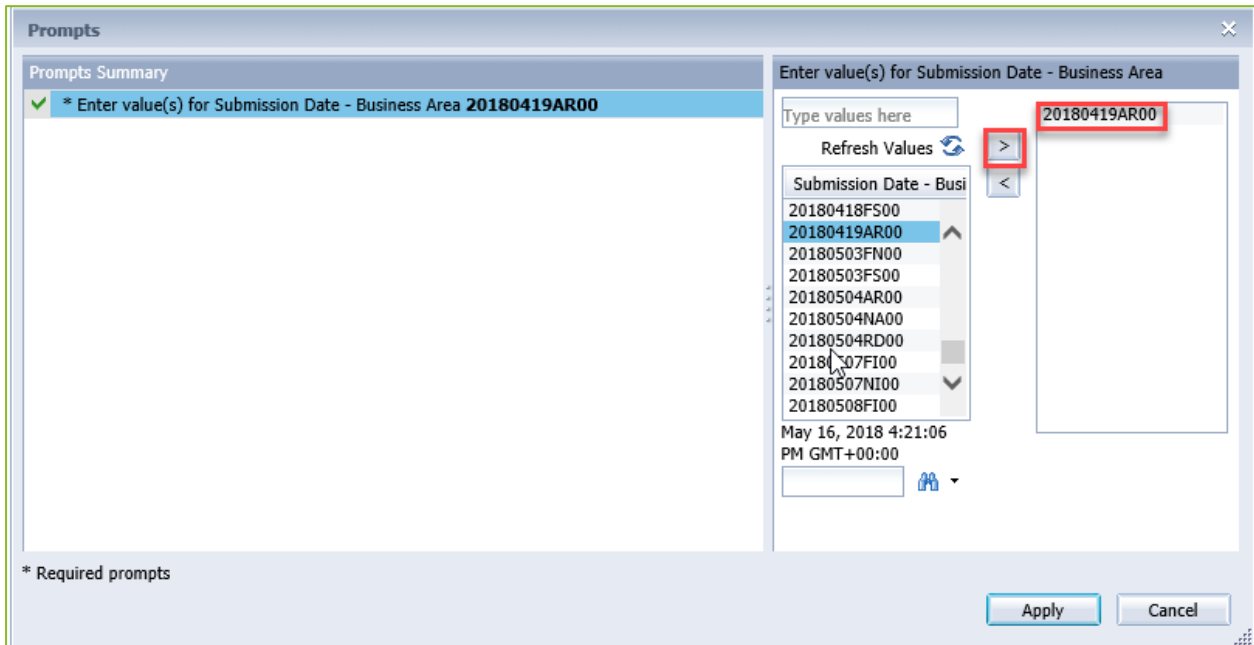 Prompts
Prompts Summary
* Enter value(s) for Submission Date - Business Area 20180419AR00
Enter value(s) for Submission Date - Business Area
Type values here
Refresh Values
>
<
20180419AR00
Submission Date - Busi
20180418FS00
20180419AR00
20180503FN00
20180503FS00
20180504AR00
20180504NA00
20180504RD00
20180507FI00
20180507NI00
20180508FI00
May 16, 2018 4:21:06
PM GMT+00:00
* Required prompts
Apply
Cancel